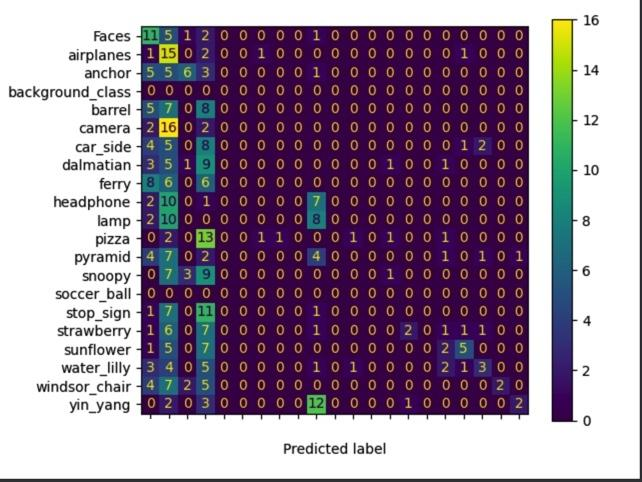 Faces 11 5 1 2 0 0 0 0 0 1 0 0 0 0 0 0 0 0 0 0 0
airplanes 1 15 0 2 0 0 1 0 0 0 0 0 0 0 0 0 0 1 0 0 0
anchor 5 5 6 3 0 0 0 0 0 1 0 0 0 0 0 0 0 0 0 0 0
background_class 0 0 0 0 0 0 0 0 0 0 0 0 0 0 0 0 0 0 0 0 0
barrel 5 7 0 8 0 0 0 0 0 0 0 0 0 0 0 0 0 0 0 0 0
camera 2 16 0 2 0 0 0 0 0 0 0 0 0 0 0 0 0 0 0 0 0
car_side 4 5 0 8 0 0 0 0 0 0 0 0 0 0 0 0 0 1 2 0 0
dalmatian 3 5 1 9 0 0 0 0 0 0 0 0 0 1 0 0 1 0 0 0 0
ferry 8 6 0 6 0 0 0 0 0 0 0 0 0 0 0 0 0 0 0 0 0
headphone 2 10 0 1 0 0 0 0 0 7 0 0 0 0 0 0 0 0 0 0 0
lamp 2 10 0 0 0 0 0 0 0 8 0 0 0 0 0 0 0 0 0 0 0
pizza 0 2 0 13 0 0 1 1 0 0 0 1 0 1 0 0 1 0 0 0 0
pyramid 4 7 0 2 0 0 0 0 0 4 0 0 0 0 0 0 1 0 1 0 1
snoopy 0 7 3 9 0 0 0 0 0 0 0 0 0 1 0 0 0 0 0 0 0
soccer_ball 0 0 0 0 0 0 0 0 0 0 0 0 0 0 0 0 0 0 0 0 0
stop_sign 1 7 0 11 0 0 0 0 0 1 0 0 0 0 0 0 0 0 0 0 0
strawberry 1 6 0 7 0 0 0 0 0 1 0 0 0 0 2 0 1 1 1 0 0
sunflower 1 5 0 7 0 0 0 0 0 0 0 0 0 0 0 0 2 5 0 0 0
water_lilly 3 4 0 5 0 0 0 0 0 1 0 1 0 0 0 0 2 1 3 0 0
windsor_chair 4 7 2 5 0 0 0 0 0 0 0 0 0 0 0 0 0 0 0 2 0
yin_yang 0 2 0 3 0 0 0 0 0 12 0 0 0 0 1 0 0 0 0 0 2
Predicted label
16
14
12
10
8
6
4
2
0